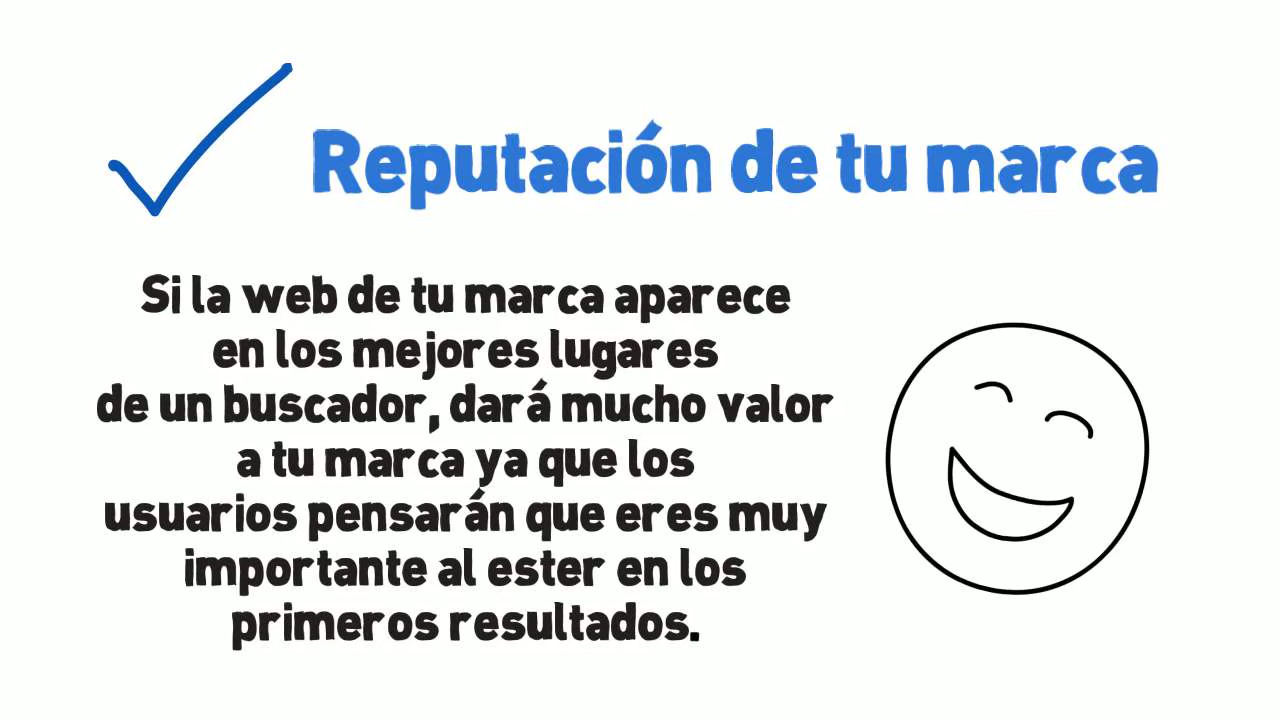 Reputación de tu marca
Si la web de tu marca aparece
en los mejores lugares
de un buscador, dará mucho valor
a tu marca ya que los
usuarios pensarán que eres muy
importante al ester en los
primeros resultados.